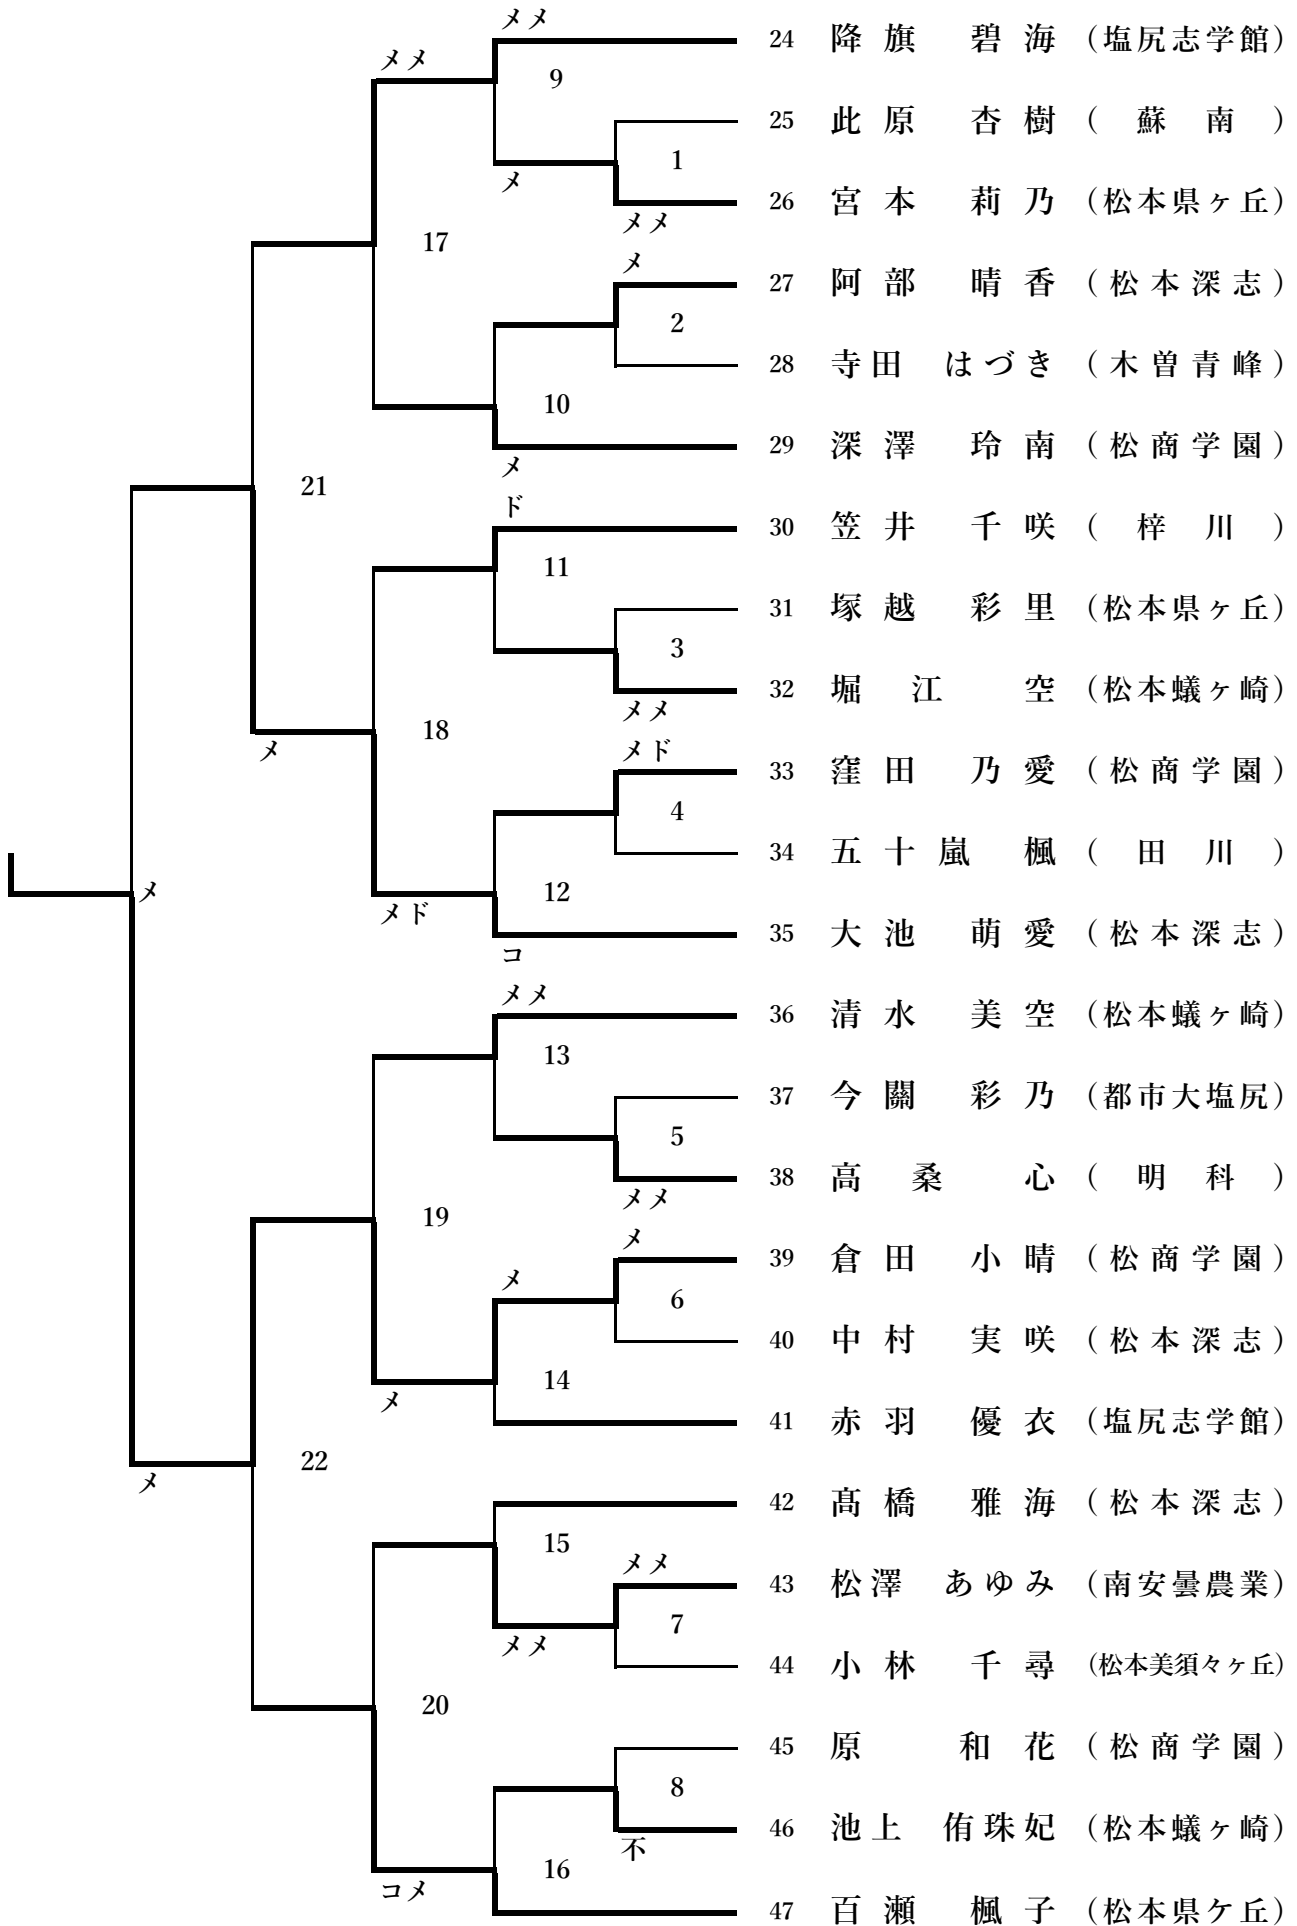 メメ
24 降旗 碧海 (塩尻志学館)
メメ
9
25 此原 杏樹 (蘇南)
1
メ
26 宮本 莉乃 (松本県ヶ丘)
メメ
17
メ
27 阿部 晴香 (松本深志)
2
28 寺田 はづき (木曽青峰)
10
29 深澤 玲南 (松商学園)
メ
21
ド
30 笠井 千咲 (梓川)
11
31 塚越 彩里 (松本県ヶ丘)
3
32 堀江 空 (松本蟻ヶ崎)
メメ
18
メ
メド
33 窪田 乃愛 (松商学園)
4
34 五十嵐 楓 (田川)
メ
12
メド
35 大池 萌愛 (松本深志)
コ
メメ
36 清水 美空 (松本蟻ヶ崎)
13
37 今關 彩乃 (都市大塩尻)
5
38 高桑 心 (明科)
メメ
19
メ
39 倉田 小晴 (松商学園)
メ
6
40 中村 実咲 (松本深志)
14
メ
41 赤羽 優衣 (塩尻志学館)
22
メ
42 髙橋 雅海 (松本深志)
15
メメ
43 松澤 あゆみ (南安曇農業)
7
メメ
44 小林 千尋 (松本美須々ヶ丘)
20
45 原 和花 (松商学園)
8
46 池上 侑珠妃 (松本蟻ヶ崎)
不
16
コメ
47 百瀬 楓子 (松本県ケ丘)